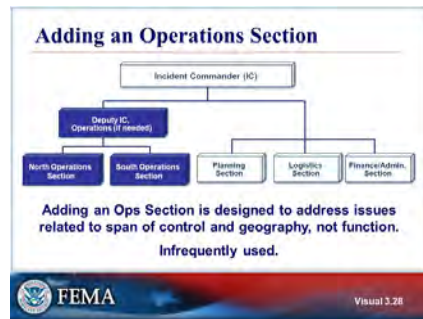 Adding an Operations Section
Incident Commander (IC)
Deputy IC,
Operations (if needed)
North Operations
Section
South Operations
Section
Planning
Section
Logistics
Section
Finance/Admin.
Section
Adding an Ops Section is designed to address issues
related to span of control and geography, not function.
Infrequently used.
FEMA
Visual 3.28